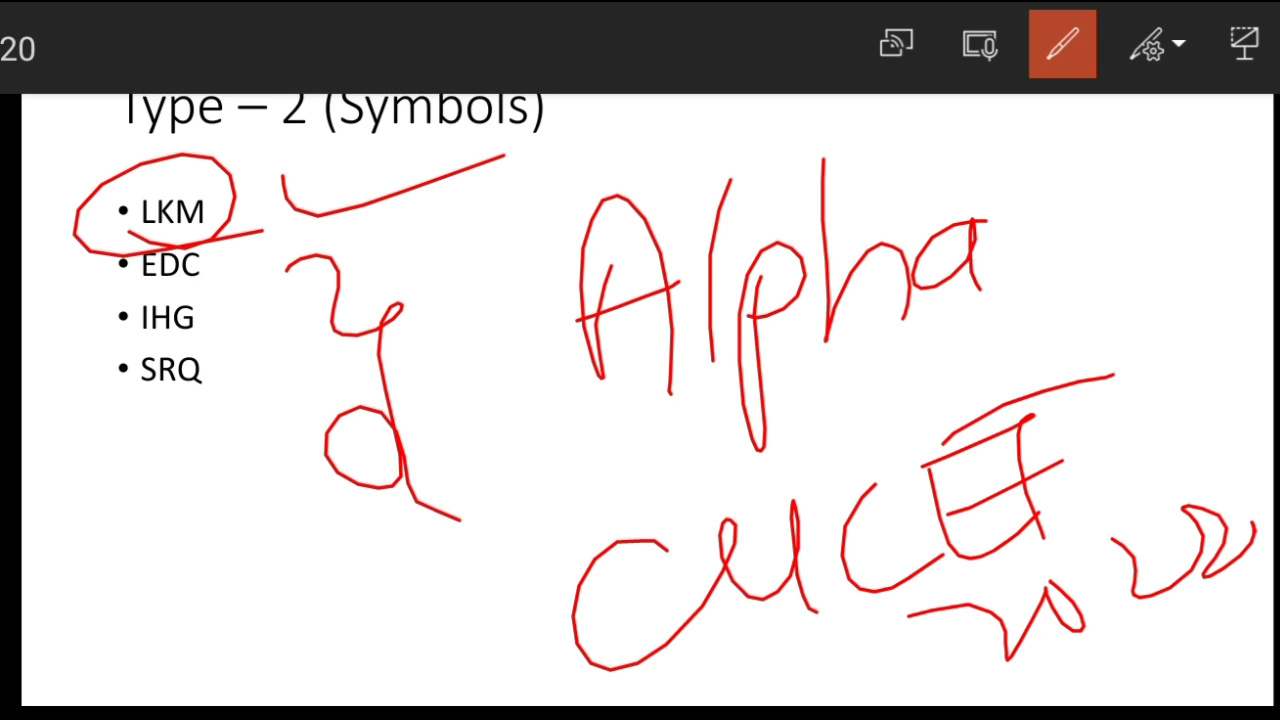 20
Type – 2 (Symbols)
• LKM
• EDC
• IHG
• SRQ
Alpha